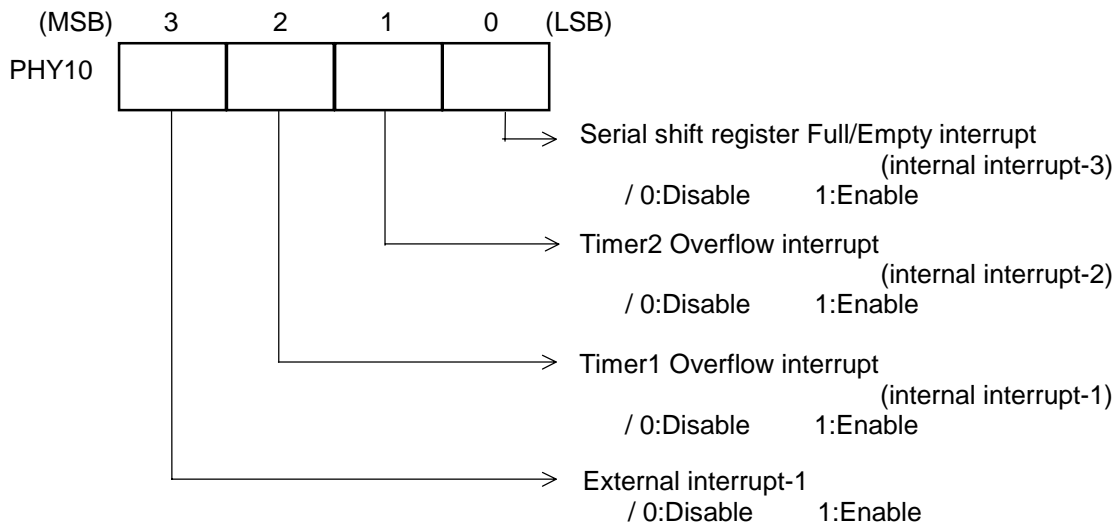 (MSB) 3 2 1 0 (LSB)
PHY10
Serial shift register Full/Empty interrupt
(internal interrupt-3)
/ 0:Disable 1:Enable
Timer2 Overflow interrupt
(internal interrupt-2)
/ 0:Disable 1:Enable
Timer1 Overflow interrupt
(internal interrupt-1)
/ 0:Disable 1:Enable
External interrupt-1
/ 0:Disable 1:Enable